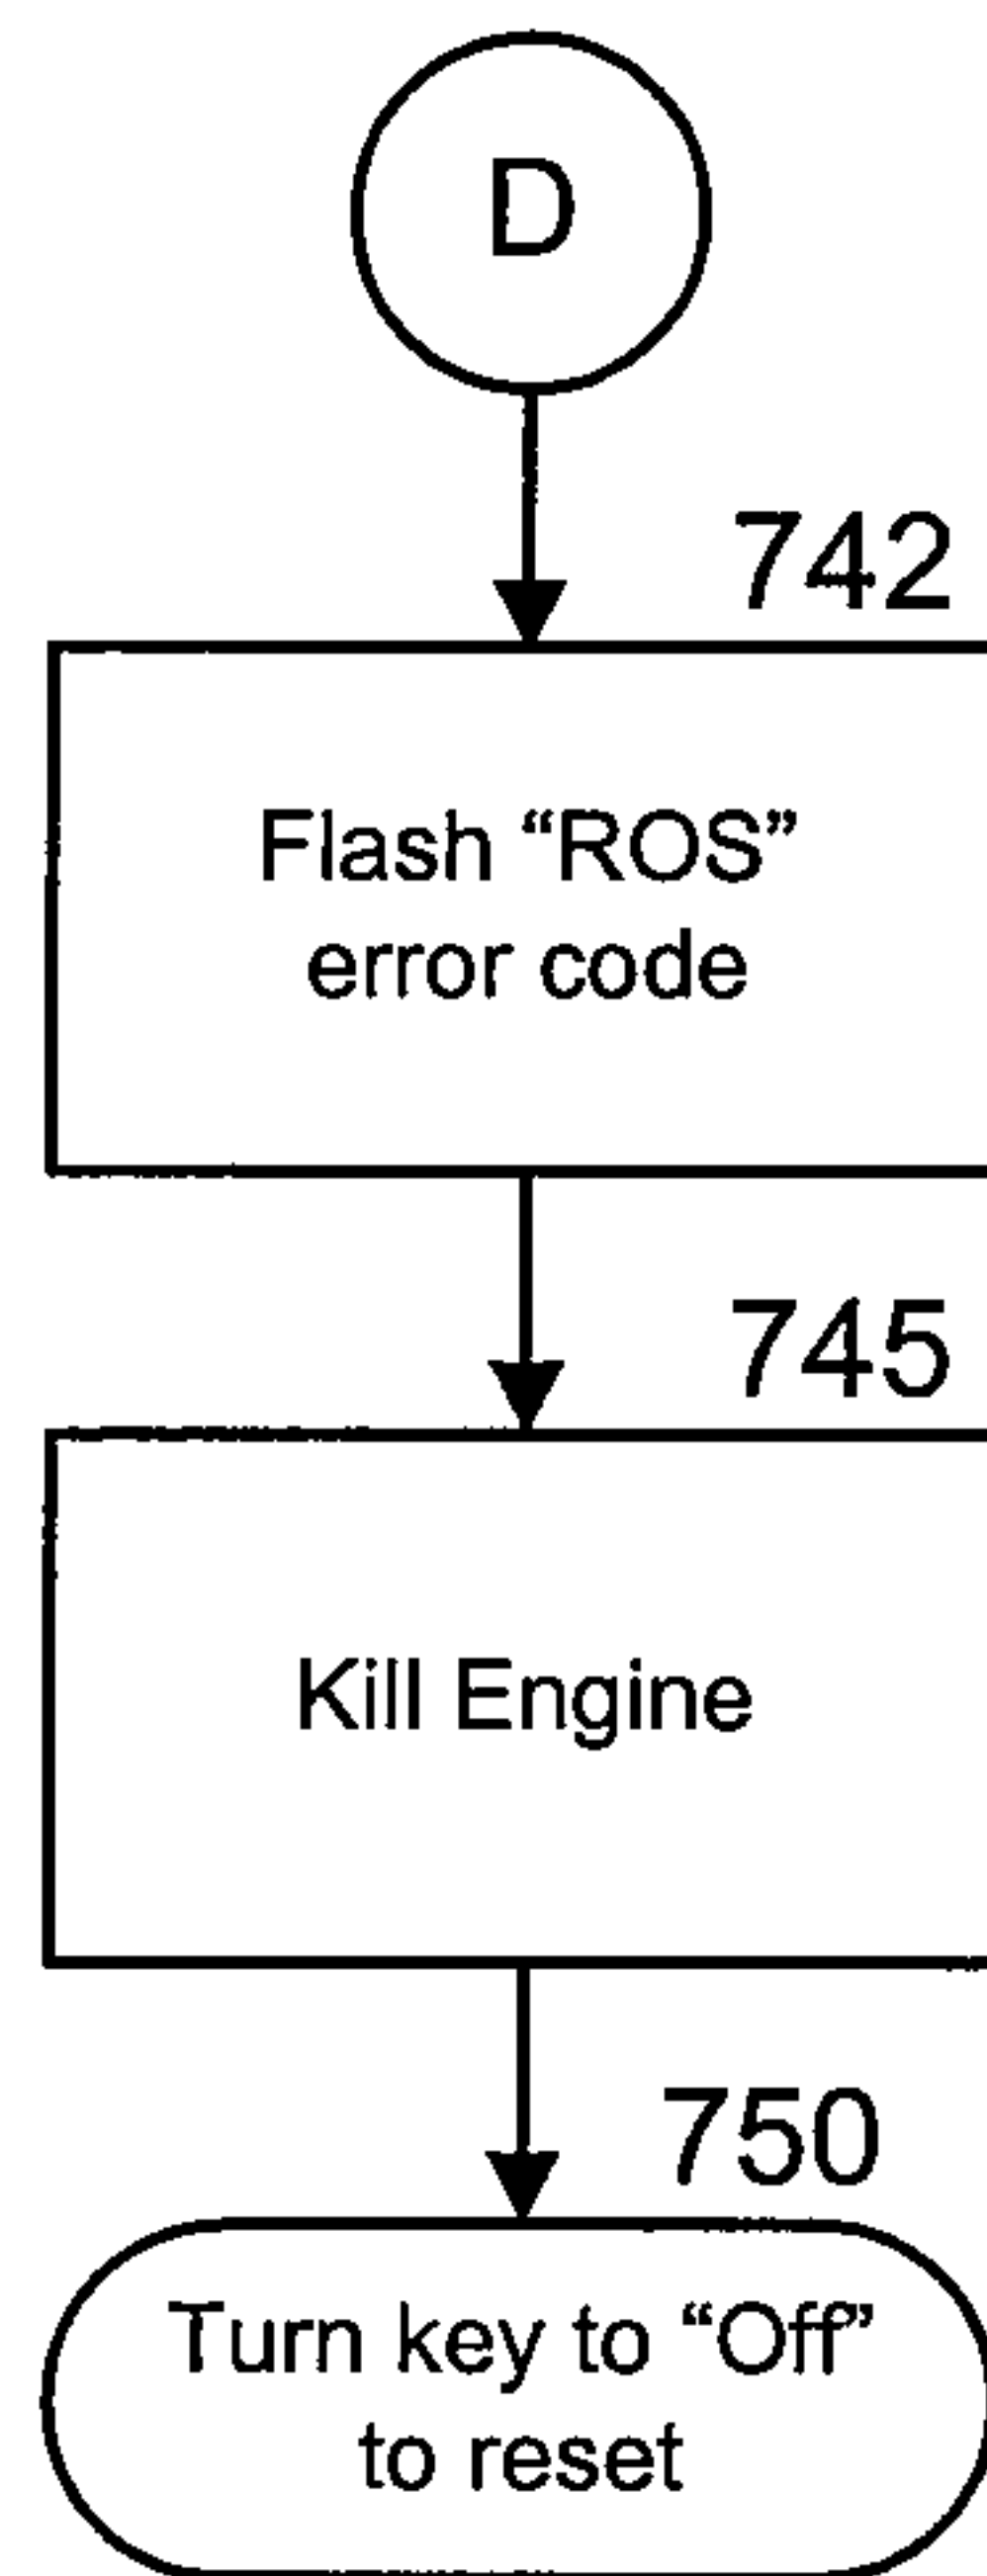 D
742
Flash “ROS”
error code
745
Kill Engine
750
Turn key to “Off”
to reset